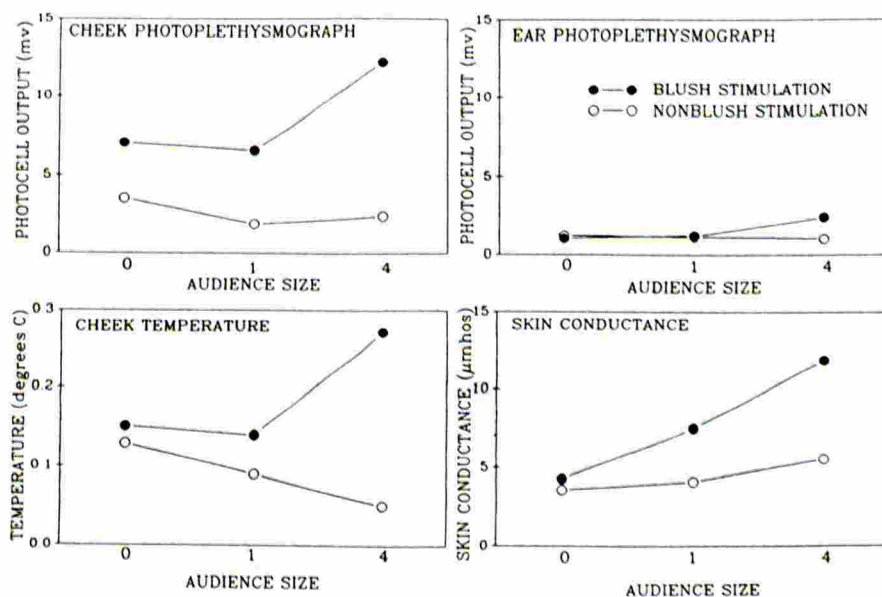 CHEEK PHOTOPLETHYSMOGRAPH
PHOTOCELL OUTPUT (mv)
15
10
5
0
0 1 4
AUDIENCE SIZE
EAR PHOTOPLETHYSMOGRAPH
BLUSH STIMULATION
NONBLUSH STIMULATION
PHOTOCELL OUTPUT (mv)
15
10
5
0
0 1 4
AUDIENCE SIZE
CHEEK TEMPERATURE
TEMPERATURE (degrees C)
0.3
0.2
0.1
0.0
0 1 4
AUDIENCE SIZE
SKIN CONDUCTANCE
SKIN CONDUCTANCE (μmhos)
15
10
5
0
0 1 4
AUDIENCE SIZE